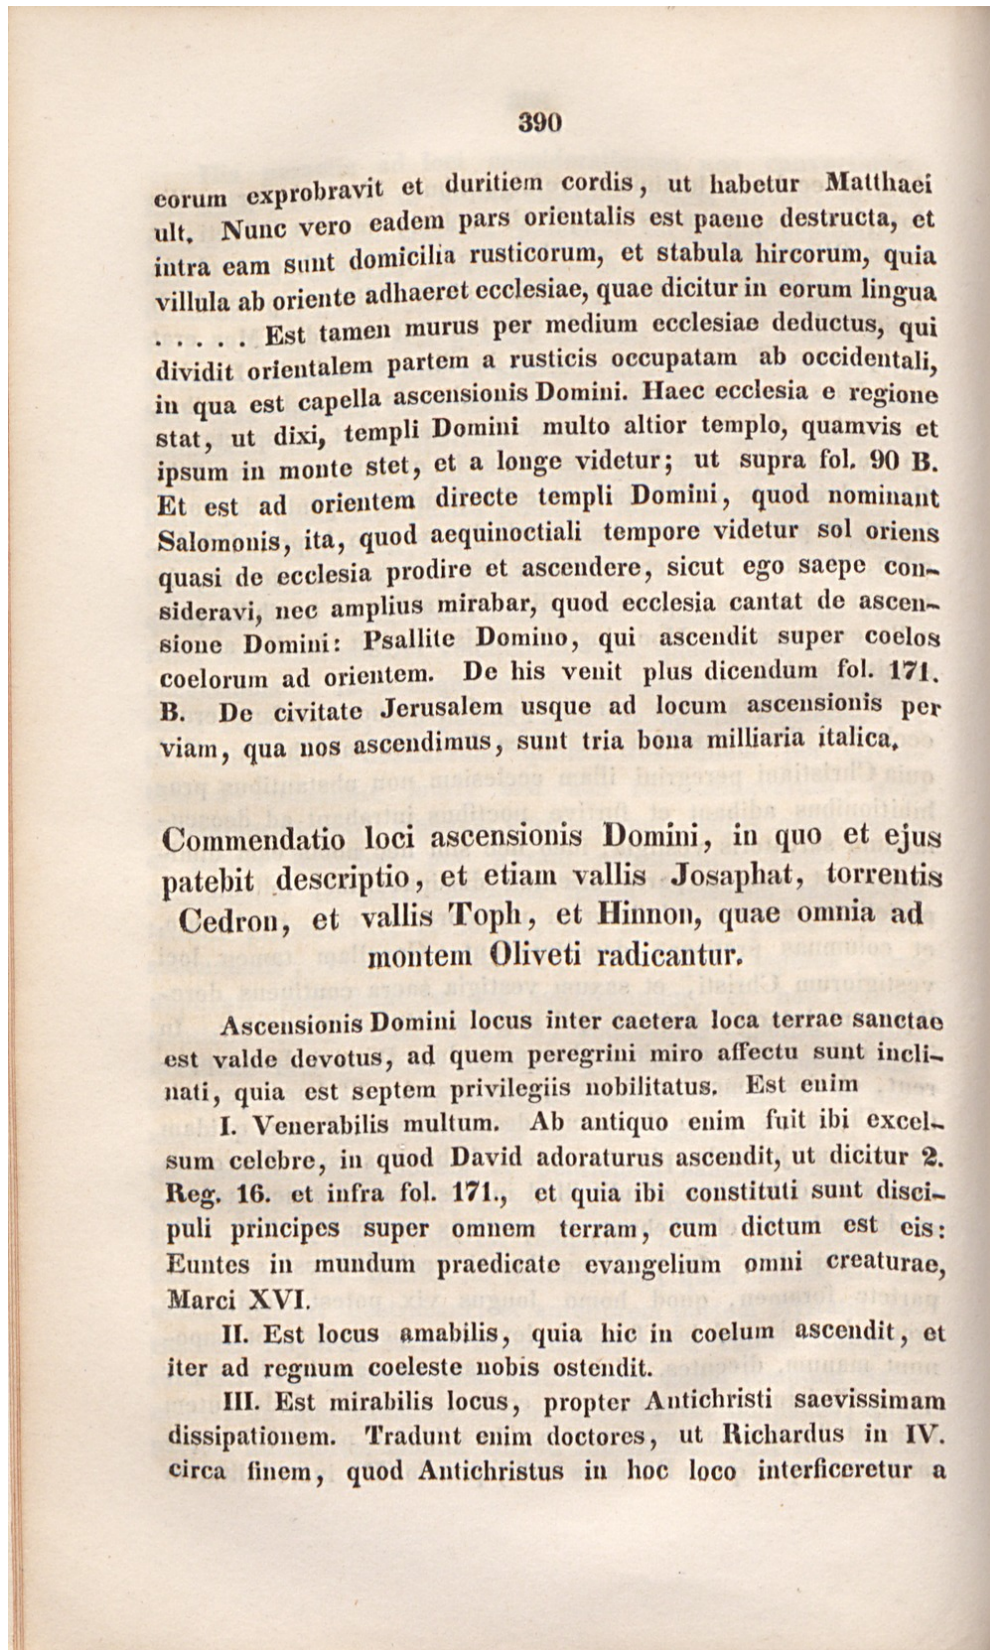 390
eorum exprobravit et duritiem cordis, ut habetur Matthaei
ult. Nunc vero eadem pars orientalis est paene destructa, et
intra eam sunt domicilia rusticorum, et stabula hircorum, quia
villula ab oriente adhaeret ecclesiae, quae dicitur in eorum lingua
. . . . . Est tamen murus per medium ecclesiae deductus, qui
dividit orientalem partem a rusticis occupatam ab occidentali,
in qua est capella ascensionis Domini. Haec ecclesia e regione
stat, ut dixi, templi Domini multo altior templo, quamvis et
ipsum in monte stet, et a longe videtur; ut supra fol. 90 B.
Et est ad orientem directe templi Domini, quod nominant
Salomonis, ita, quod aequinoctiali tempore videtur sol oriens
quasi de ecclesia prodire et ascendere, sicut ego saepe con-
sideravi, nec amplius mirabar, quod ecclesia cantat de ascen-
sione Domini: Psallite Domino, qui ascendit super coelos
coelorum ad orientem. De his venit plus dicendum fol. 171.
B. De civitate Jerusalem usque ad locum ascensionis per
viam, qua nos ascendimus, sunt tria bona milliaria italica.
Commendatio loci ascensionis Domini, in quo et ejus
patebit descriptio, et etiam vallis Josaphat, torrentis
Cedron, et vallis Toph, et Hinnon, quae omnia ad
montem Oliveti radicantur.
Ascensionis Domini locus inter caetera loca terrae sanctae
est valde devotus, ad quem peregrini miro affectu sunt incli-
nati, quia est septem privilegiis nobilitatus. Est enim
I. Venerabilis multum. Ab antiquo enim fuit ibi excel-
sum celebre, in quod David adoraturus ascendit, ut dicitur 2.
Reg. 16. et infra fol. 171., et quia ibi constituti sunt disci-
puli principes super omnem terram, cum dictum est eis:
Euntes in mundum praedicate evangelium omni creaturae,
Marci XVI.
II. Est locus amabilis, quia hic in coelum ascendit, et
iter ad regnum coeleste nobis ostendit.
III. Est mirabilis locus, propter Antichristi saevissimam
dissipationem. Tradunt enim doctores, ut Richardus in IV.
circa finem, quod Antichristus in hoc loco interficeretur a